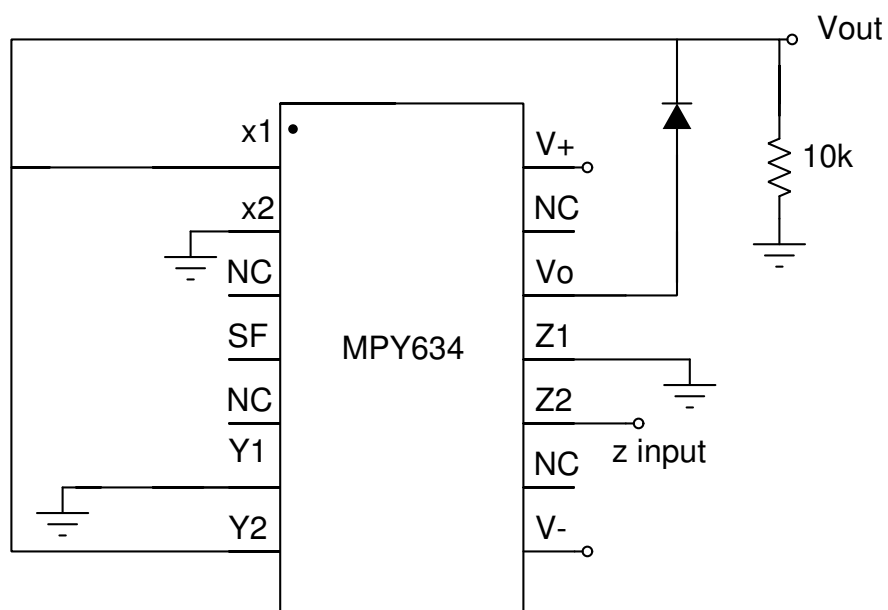 Vout
x1
V+
10k
x2
NC
NC
Vo
SF
MPY634
Z1
NC
Z2
Y1
z input
NC
Y2
V-